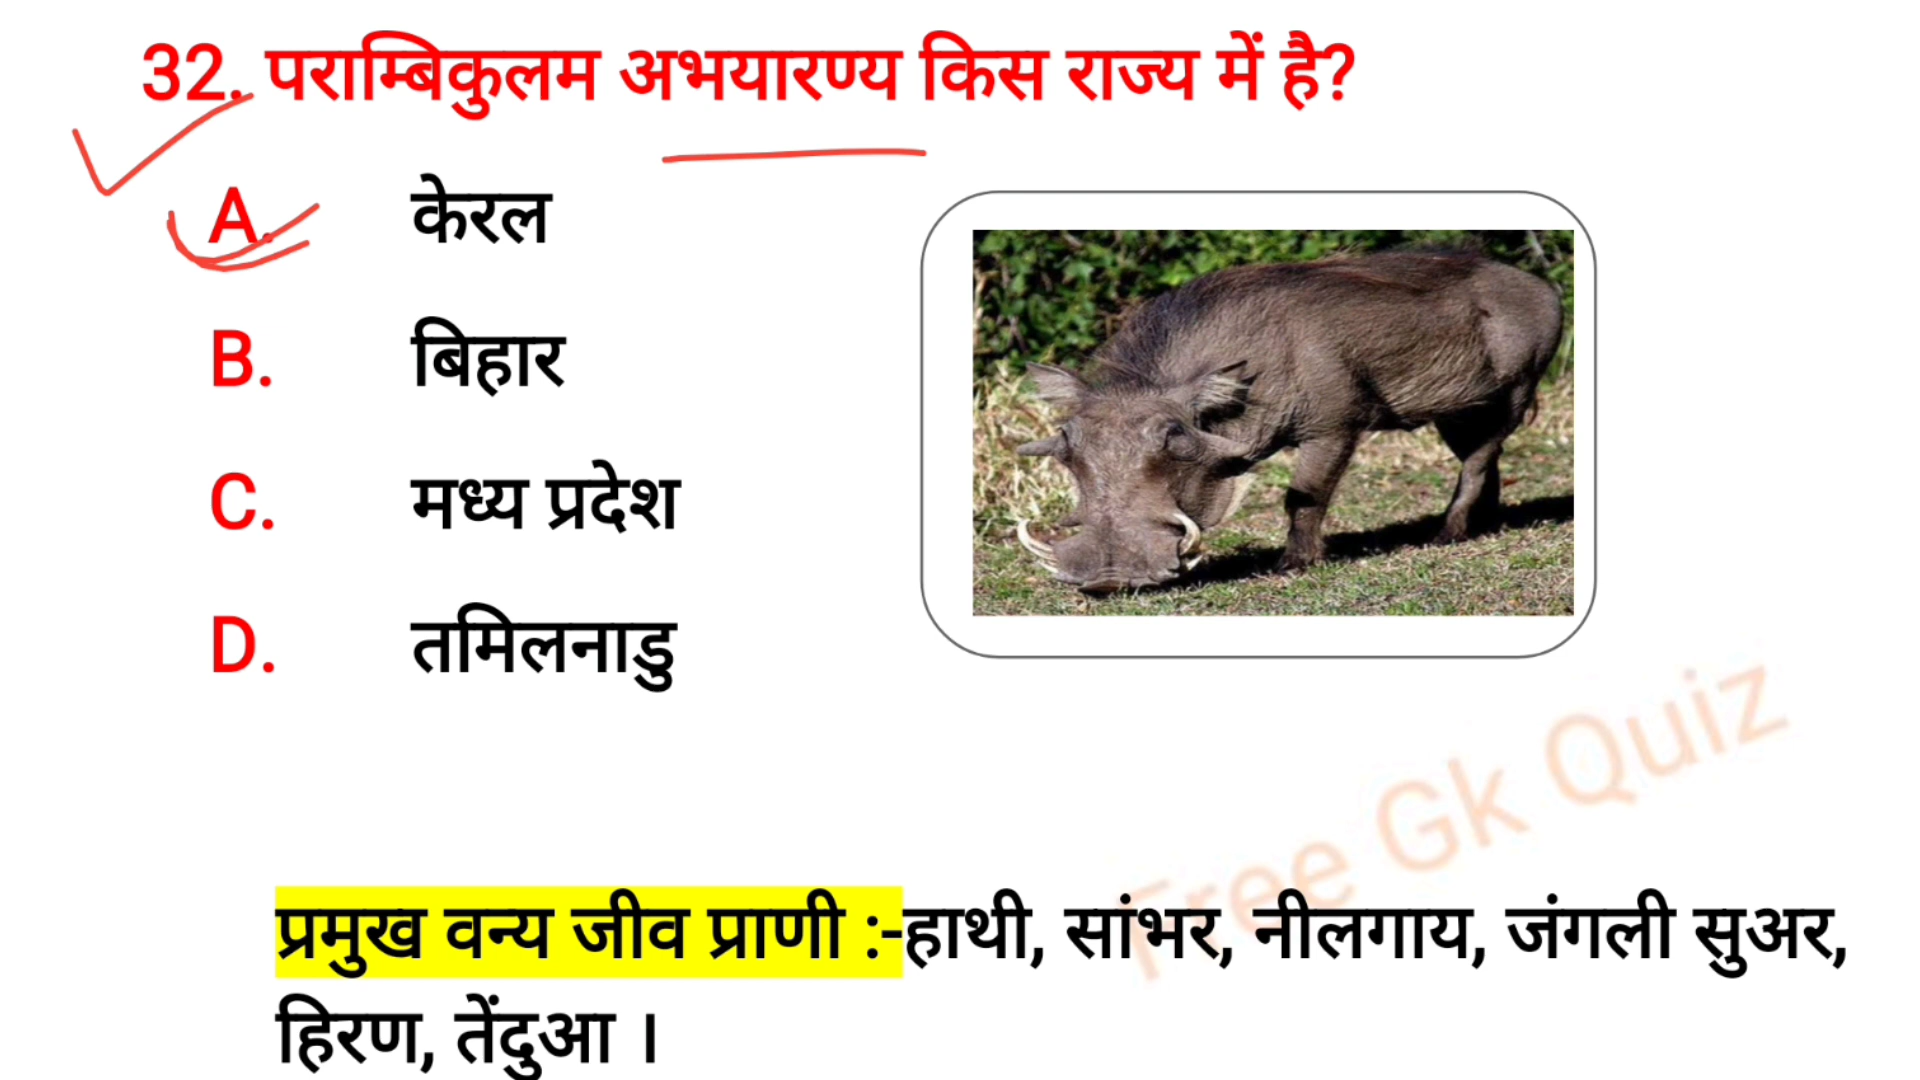 32. पराम्बिकुलम अभयारण्य किस राज्य में है?
A. केरल
B. बिहार
C. मध्य प्रदेश
D. तमिलनाडु
Free Gk Quiz
प्रमुख वन्य जीव प्राणी :-हाथी, सांभर, नीलगाय, जंगली सुअर,
हिरण, तेंदुआ ।